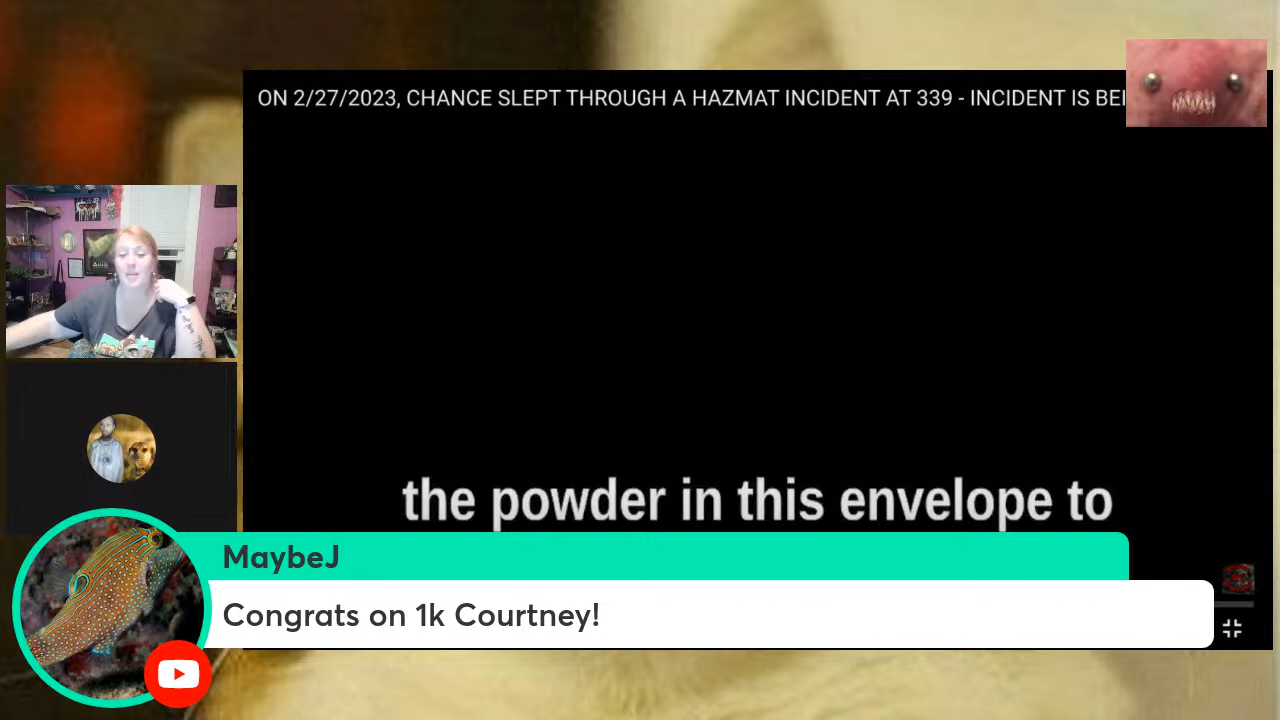 ON 2/27/2023, CHANCE SLEPT THROUGH A HAZMAT INCIDENT AT 339 - INCIDENT IS BEI
the powder in this envelope to
MaybeJ
Congrats on 1k Courtney!